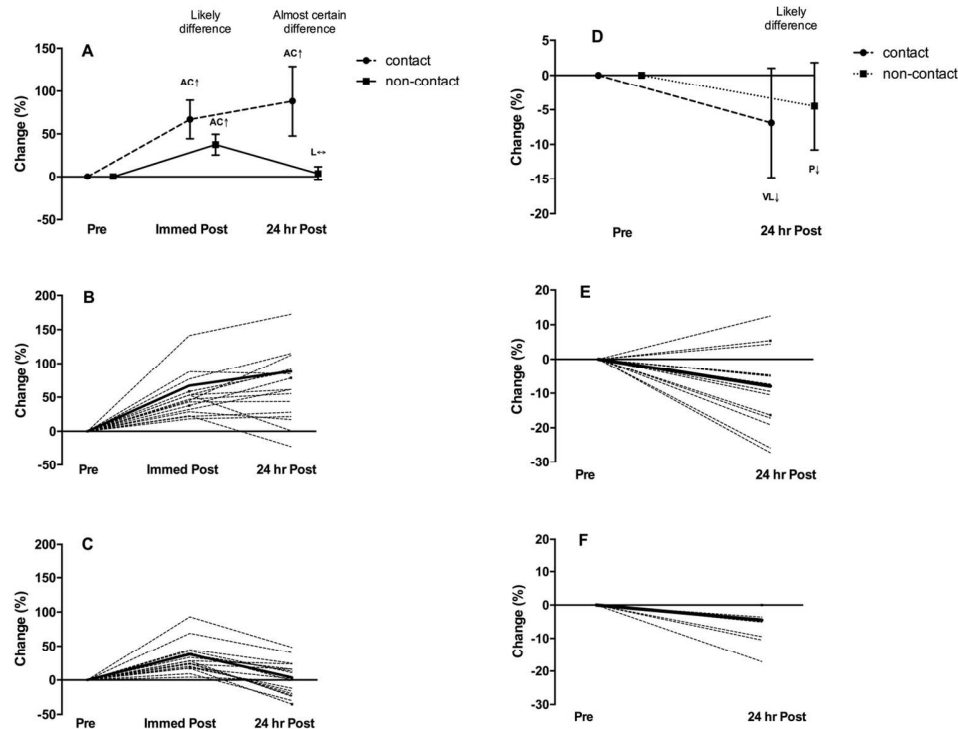 Likely
difference
Almost certain
difference
A
AC↑
AC↑
AC↑
L↔
contact
non-contact
Change (%)
150
100
50
0
-50
Pre
Immed Post
24 hr Post
Likely
difference
D
contact
non-contact
Change (%)
5
0
-5
-10
-15
-20
VL↓
P↓
Pre
24 hr Post
B
Change (%)
200
150
100
50
0
-50
Pre
Immed Post
24 hr Post
E
Change (%)
20
10
0
-10
-20
-30
Pre
24 hr Post
C
Change (%)
200
150
100
50
0
-50
Pre
Immed Post
24 hr Post
F
Change (%)
20
10
0
-10
-20
-30
Pre
24 hr Post